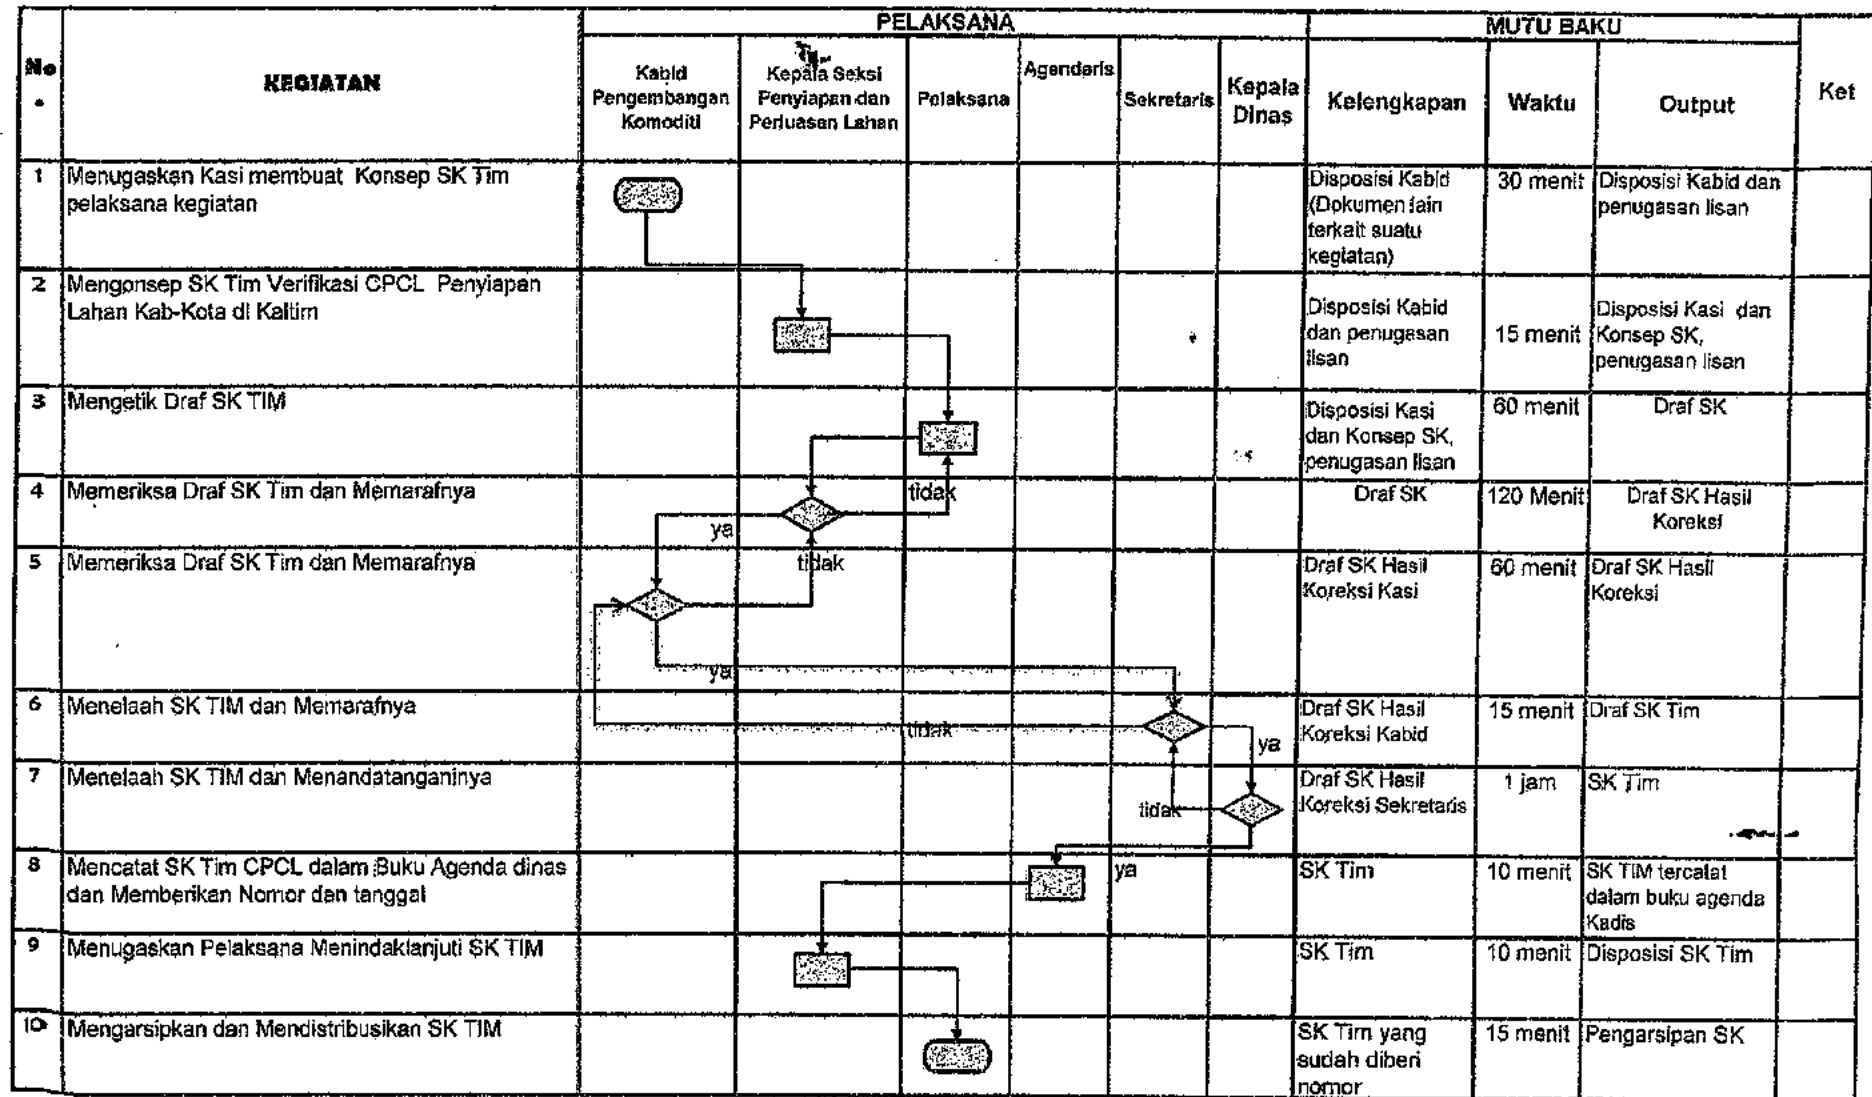 PELAKSANA
MUTU BAKU
No
.
KEGIATAN
Kabid
Pengembangan
Komoditi
Kepala Seksi
Penyiapan dan
Perluasan Lahan
Pelaksana
Agendaris
Sekretaris
Kepala
Dinas
Kelengkapan
Waktu
Output
Ket
1
Menugaskan Kasi membuat Konsep SK Tim
pelaksana kegiatan
Disposisi Kabid
(Dokumen lain
terkait suatu
kegiatan)
30 menit
Disposisi Kabid dan
penugasan lisan
2
Mengonsep SK Tim Verifikasi CPCL Penyiapan
Lahan Kab-Kota di Kaltim
Disposisi Kabid
dan penugasan
lisan
15 menit
Disposisi Kasi dan
Konsep SK,
penugasan lisan
3
Mengetik Draf SK TIM
Disposisi Kasi
dan Konsep SK,
penugasan lisan
60 menit
Draf SK
4
Memeriksa Draf SK Tim dan Memarafnya
tidak
ya
Draf SK
120 Menit
Draf SK Hasil
Koreksi
5
Memeriksa Draf SK Tim dan Memarafnya
tidak
ya
Draf SK Hasil
Koreksi Kasi
60 menit
Draf SK Hasil
Koreksi
6
Menelaah SK TIM dan Memarafnya
tidak
ya
Draf SK Hasil
Koreksi Kabid
15 menit
Draf SK Tim
7
Menelaah SK TIM dan Menandatanganinya
tidak
Draf SK Hasil
Koreksi Sekretaris
1 jam
SK Tim
8
Mencatat SK Tim CPCL dalam Buku Agenda dinas
dan Memberikan Nomor dan tanggal
ya
SK Tim
10 menit
SK TIM tercatat
dalam buku agenda
Kadis
9
Menugaskan Pelaksana Menindaklanjuti SK TIM
SK Tim
10 menit
Disposisi SK Tim
10
Mengarsipkan dan Mendistribusikan SK TIM
SK Tim yang
sudah diberi
nomor
15 menit
Pengarsipan SK